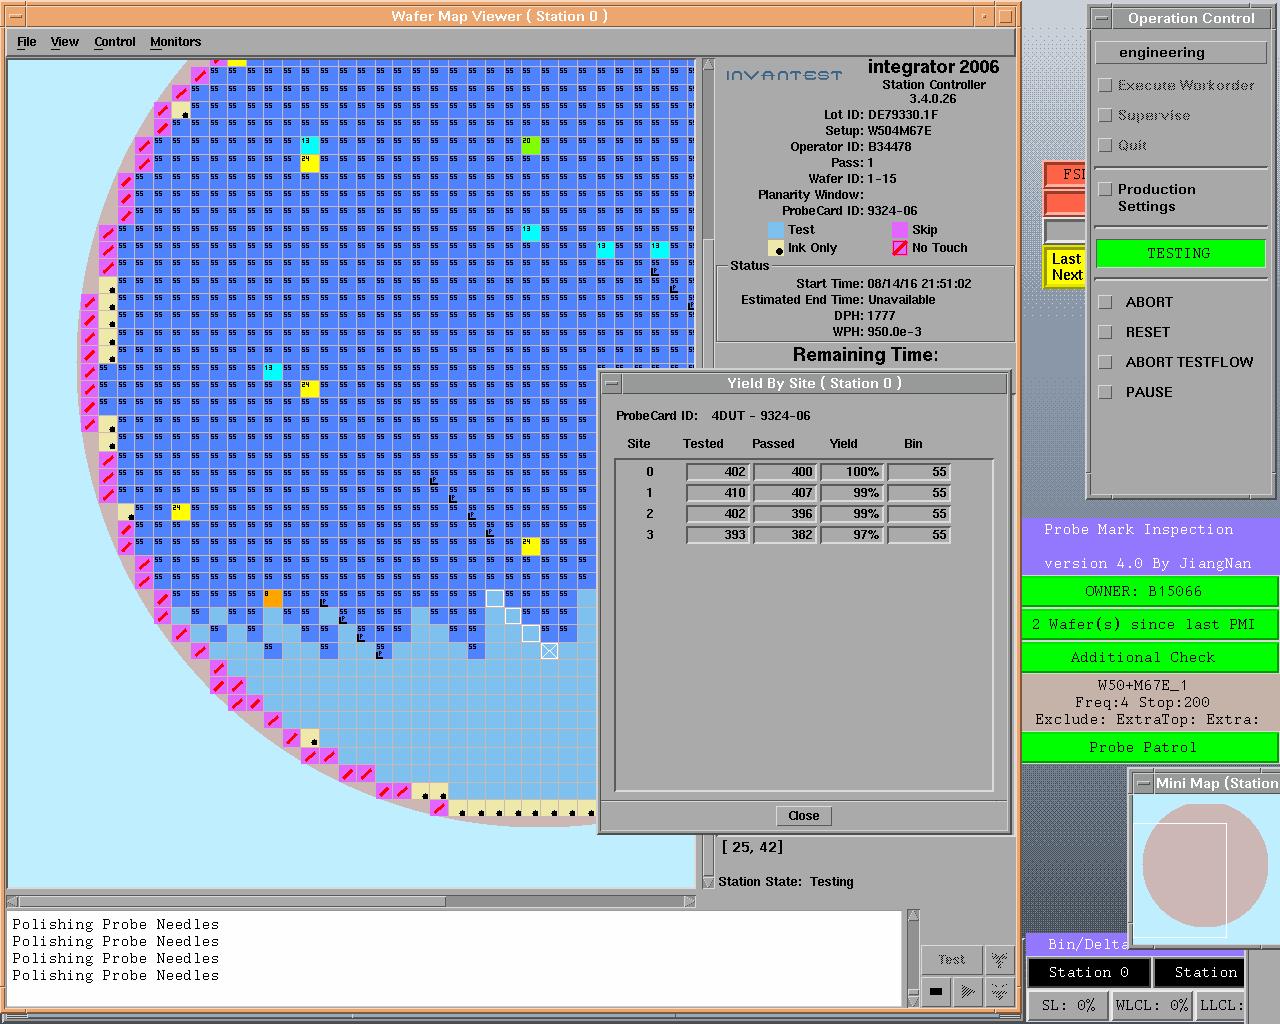 Wafer Map Viewer ( Station 0 )
File View Control Monitors
INVANTEST
integrator 2006
Station Controller
3.4.0.26
Lot ID: DE79330.1F
Setup: W504M67E
Operator ID: B34478
Pass: 1
Wafer ID: 1-15
Planarity Window:
ProbeCard ID: 9324-06
Test Skip
Ink Only No Touch
Status
Start Time: 08/14/16 21:51:02
Estimated End Time: Unavailable
DPH: 1777
WPH: 950.0e-3
Remaining Time:
Yield By Site ( Station 0 )
ProbeCard ID: 4DUT - 9324-06
Site Tested Passed Yield Bin
0 402 400 100% 55
1 410 407 99% 55
2 402 396 99% 55
3 393 382 97% 55
Close
[ 25, 42]
Station State: Testing
Polishing Probe Needles
Polishing Probe Needles
Polishing Probe Needles
Polishing Probe Needles
Test
Operation Control
engineering
Execute Workorder
Supervise
Quit
Production
Settings
TESTING
ABORT
RESET
ABORT TESTFLOW
PAUSE
Last
Next
Probe Mark Inspection
version 4.0 By JiangNan
OWNER: B15066
2 Wafer(s) since last PMI
Additional Check
W50+M67E_1
Freq:4 Stop:200
Exclude: ExtraTop: Extra:
Probe Patrol
Mini Map (Station
Bin/Delta
Station 0 Station
SL: 0% WLCL: 0% LLCL: